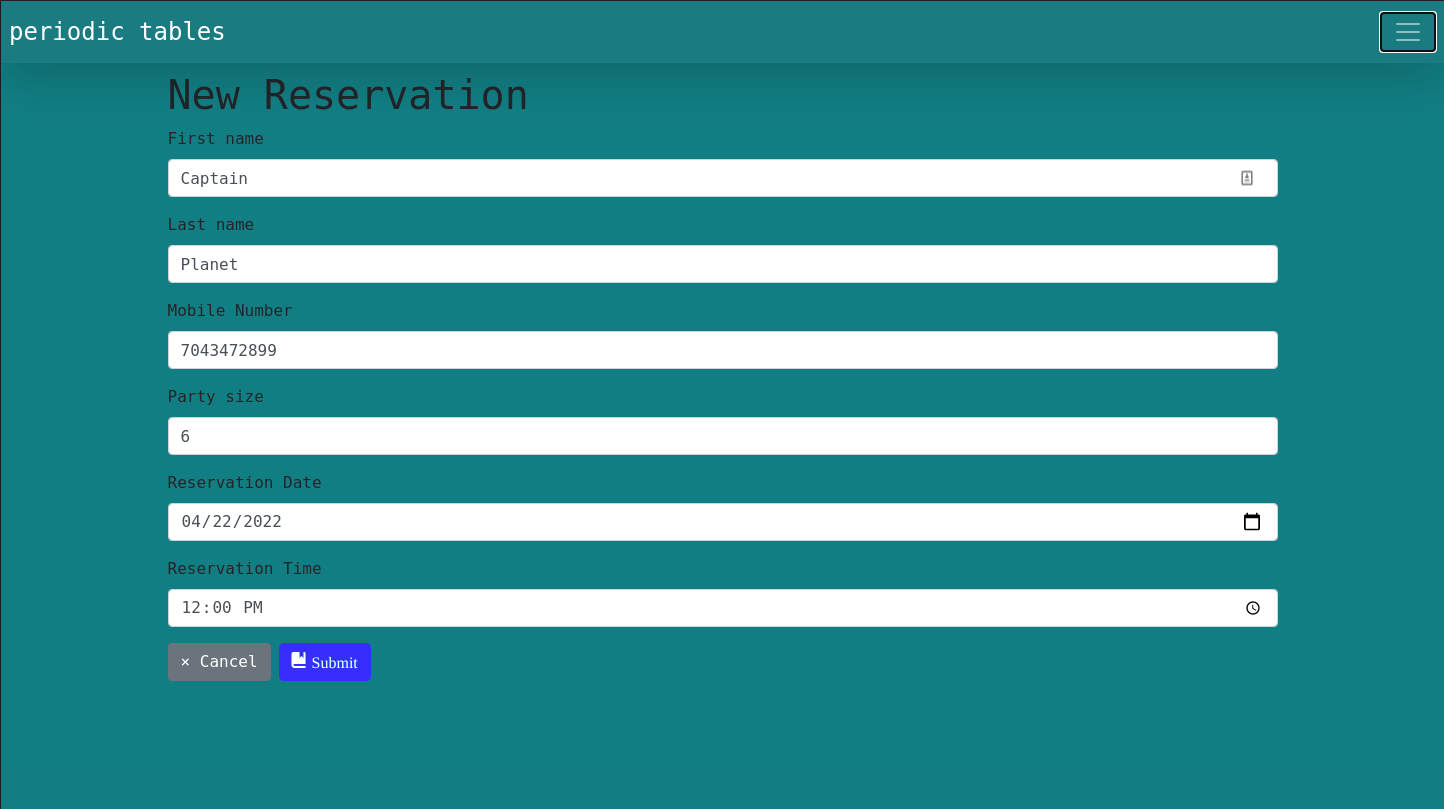 periodic tables
New Reservation
First name
Captain
Last name
Planet
Mobile Number
7043472899
Party size
6
Reservation Date
04/22/2022
Reservation Time
12:00 PM
× Cancel
Submit